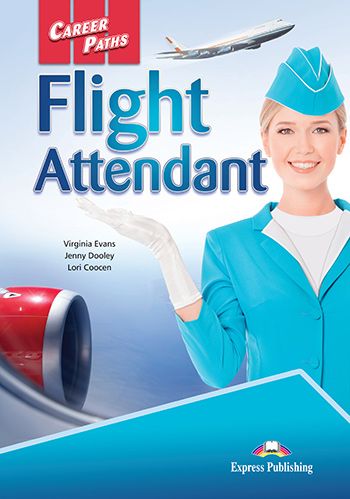 CAREER
PATHS
Flight
Attendant
Virginia Evans
Jenny Dooley
Lori Coocen
Express Publishing